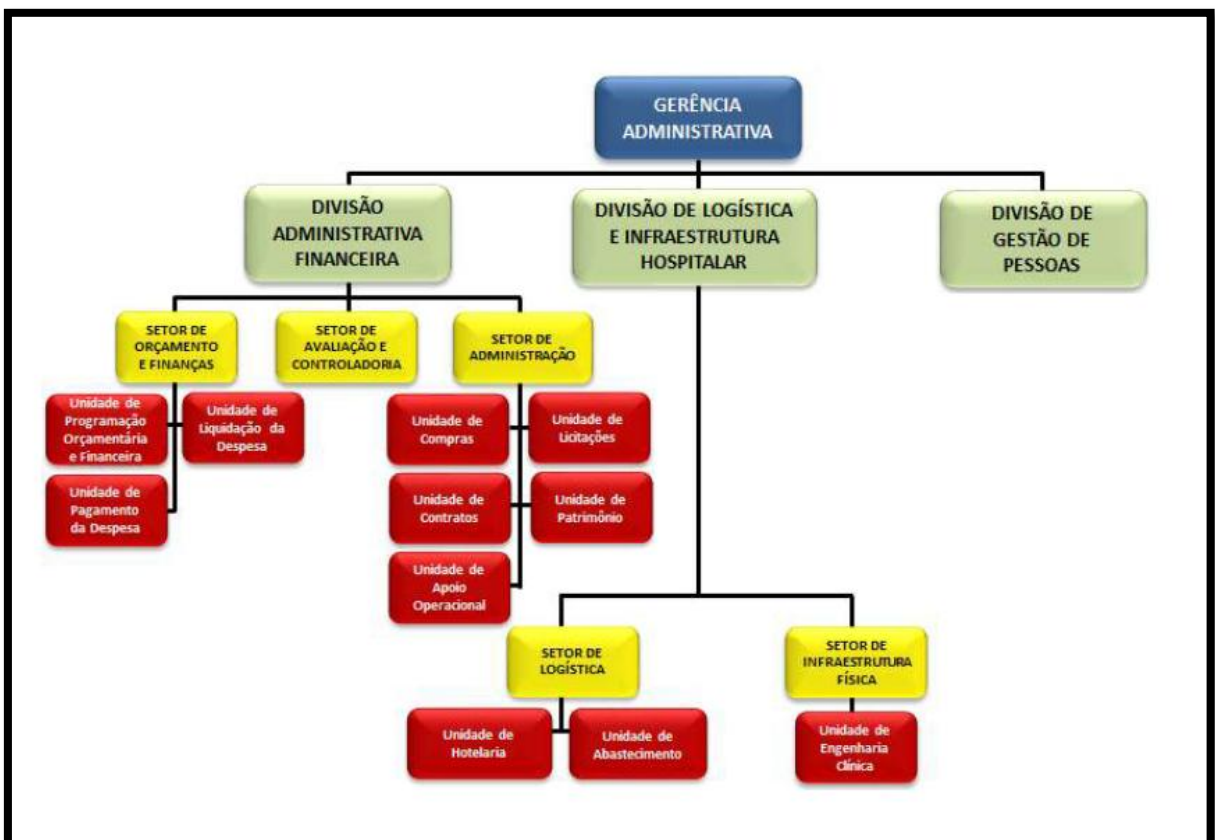 GERÊNCIA
ADMINISTRATIVA
DIVISÃO
ADMINISTRATIVA
FINANCEIRA
DIVISÃO DE LOGÍSTICA
E INFRAESTRUTURA
HOSPITALAR
DIVISÃO DE
GESTÃO DE
PESSOAS
SETOR DE
ORÇAMENTO
E FINANÇAS
SETOR DE
AVALIAÇÃO E
CONTROLADORIA
SETOR DE
ADMINISTRAÇÃO
Unidade de
Programação
Orçamentária
e Financeira
Unidade de
Liquidação da
Despesa
Unidade de
Pagamento
da Despesa
Unidade de
Compras
Unidade de
Licitações
Unidade de
Contratos
Unidade de
Patrimônio
Unidade de
Apoio
Operacional
SETOR DE
LOGÍSTICA
SETOR DE
INFRAESTRUTURA
FÍSICA
Unidade de
Hotelaria
Unidade de
Abastecimento
Unidade de
Engenharia
Clínica